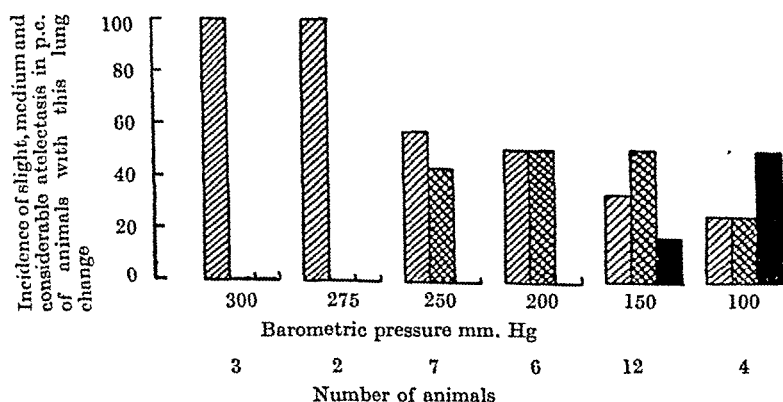 Incidence of slight, medium and
considerable atelectasis in p.c.
of animals with this lung
change
100
80
60
40
20
0
300 275 250 200 150 100
Barometric pressure mm. Hg
3 2 7 6 12 4
Number of animals